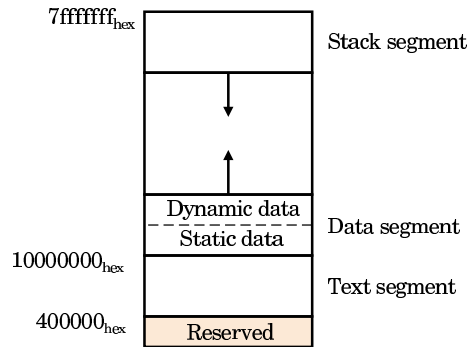 7fffffff_hex
Stack segment
Dynamic data
Static data
Data segment
10000000_hex
Text segment
400000_hex
Reserved